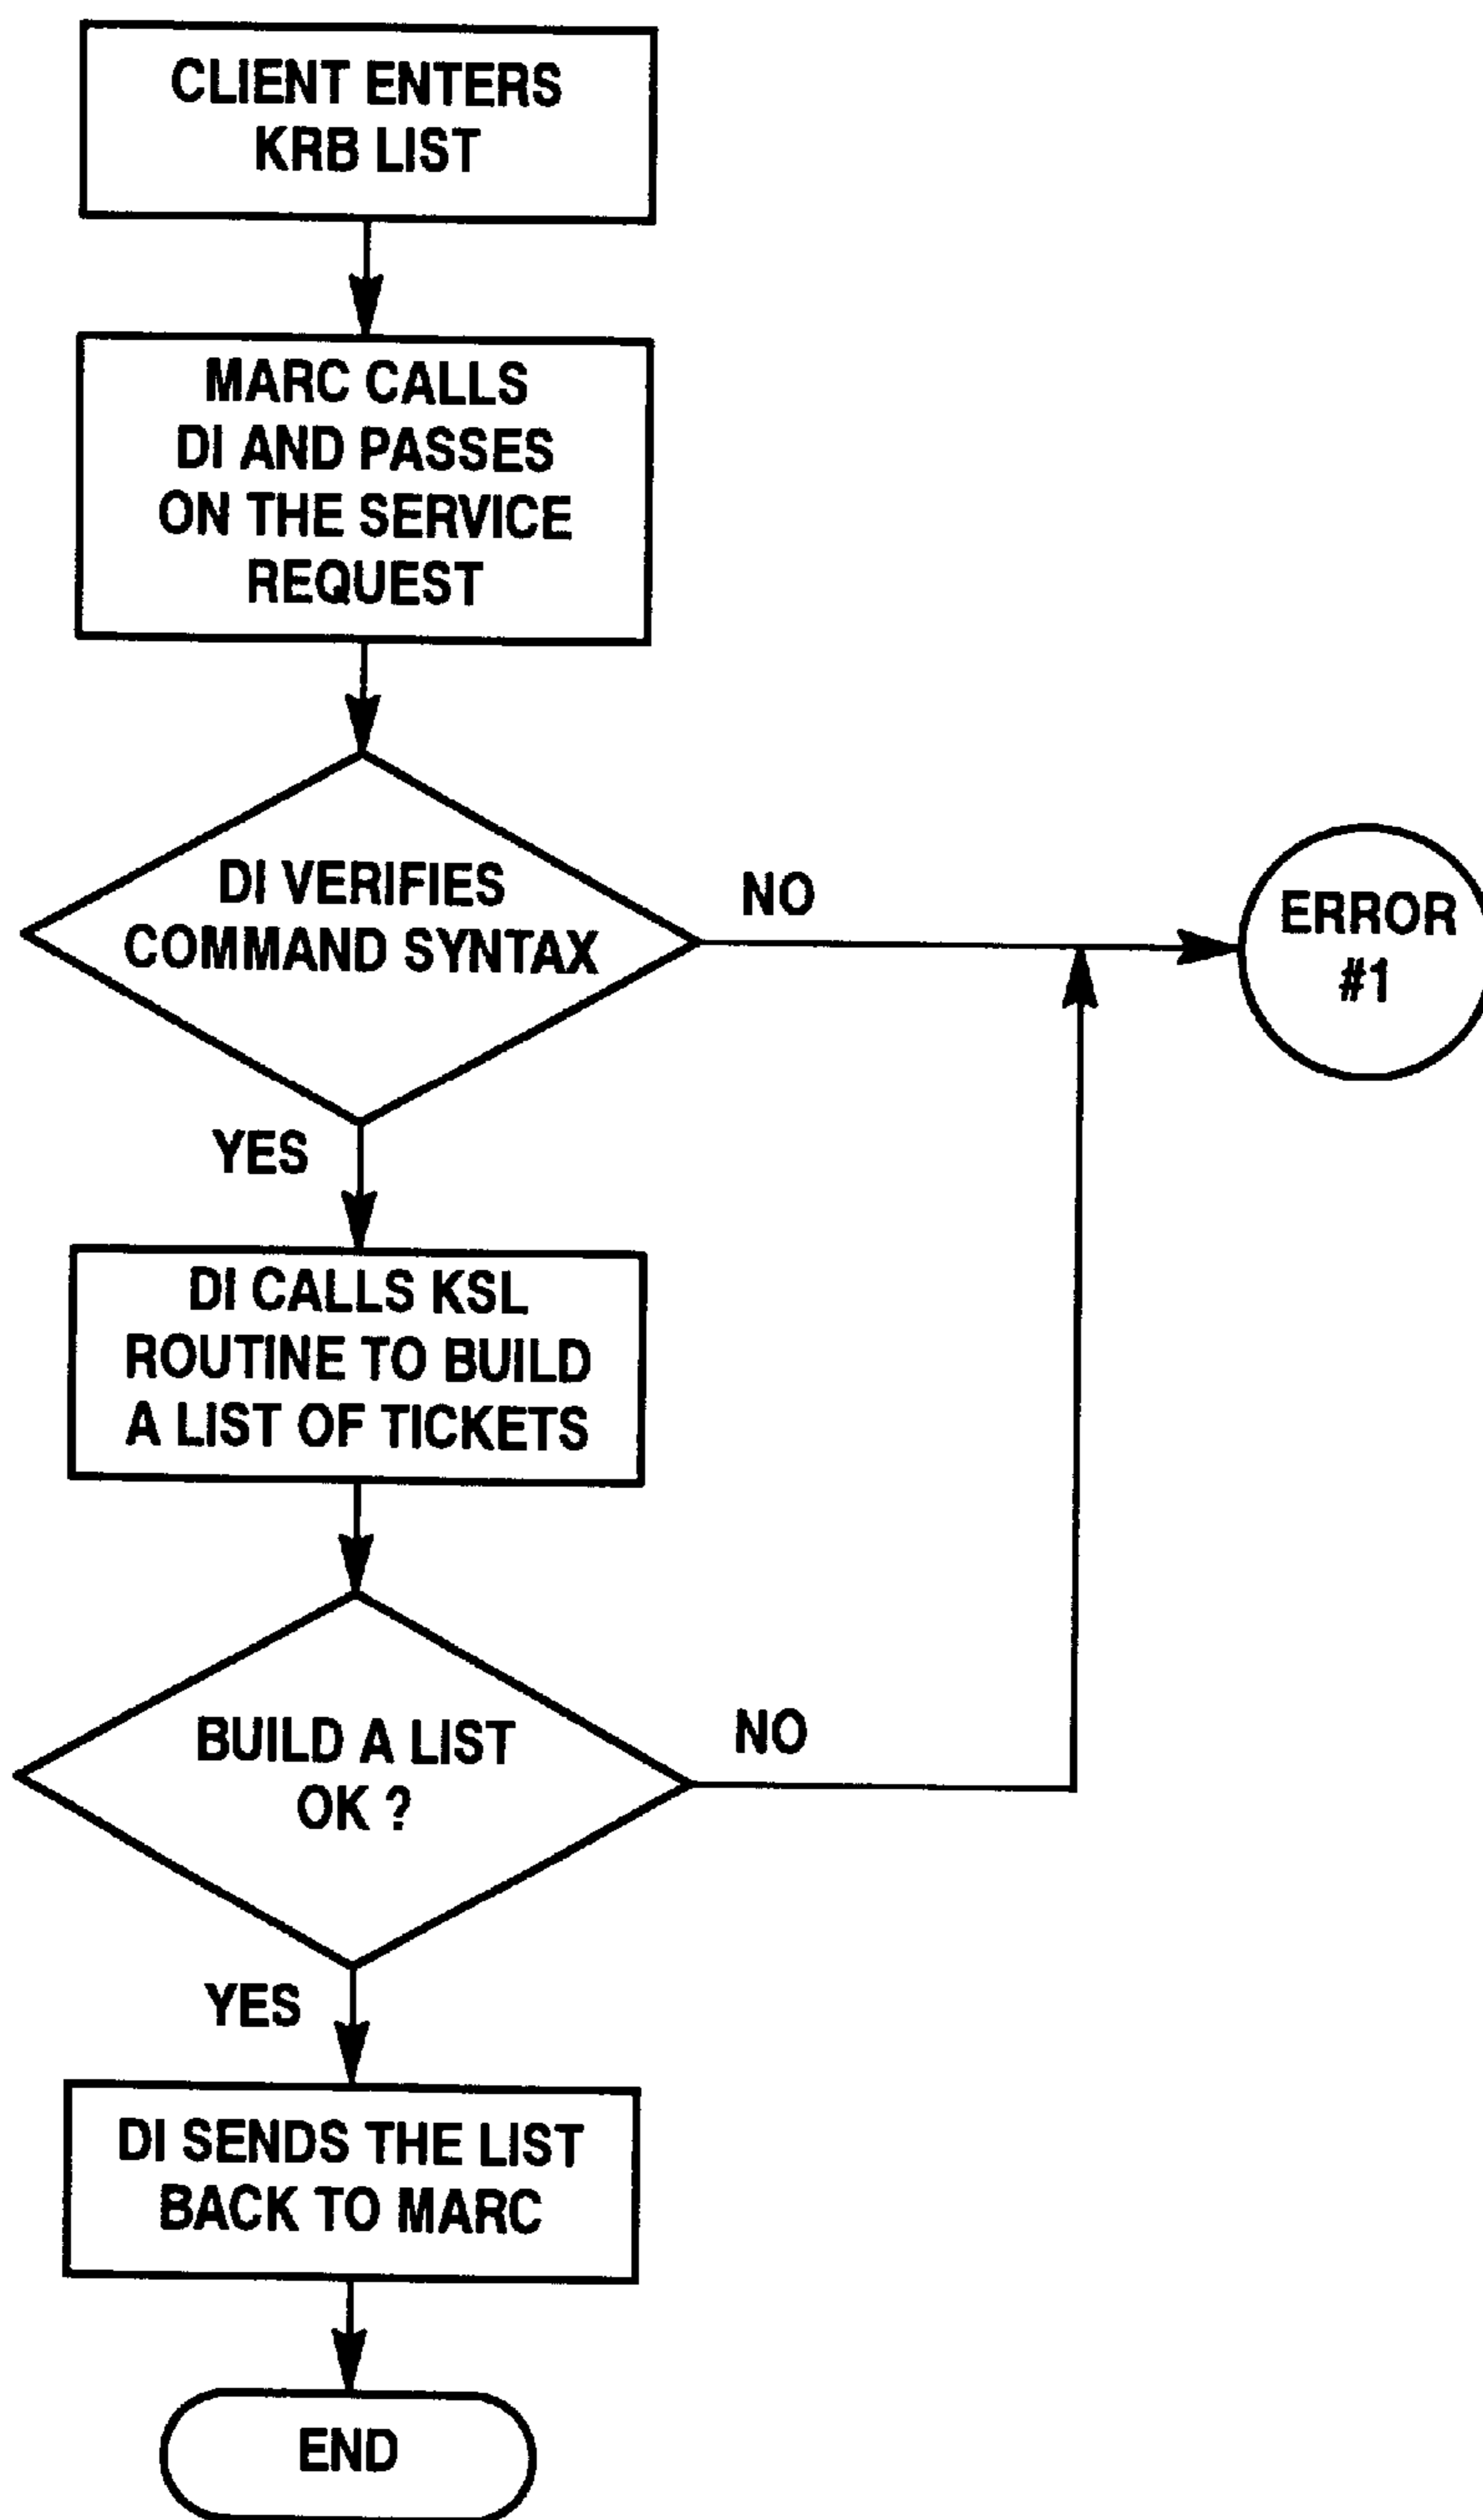 CLIENT ENTERS
KRB LIST
MARC CALLS
DI AND PASSES
ON THE SERVICE
REQUEST
DI VERIFIES
COMMAND SYNTAX
NO
ERROR
#1
YES
DI CALLS KSL
ROUTINE TO BUILD
A LIST OF TICKETS
BUILD A LIST
OK ?
NO
YES
DI SENDS THE LIST
BACK TO MARC
END